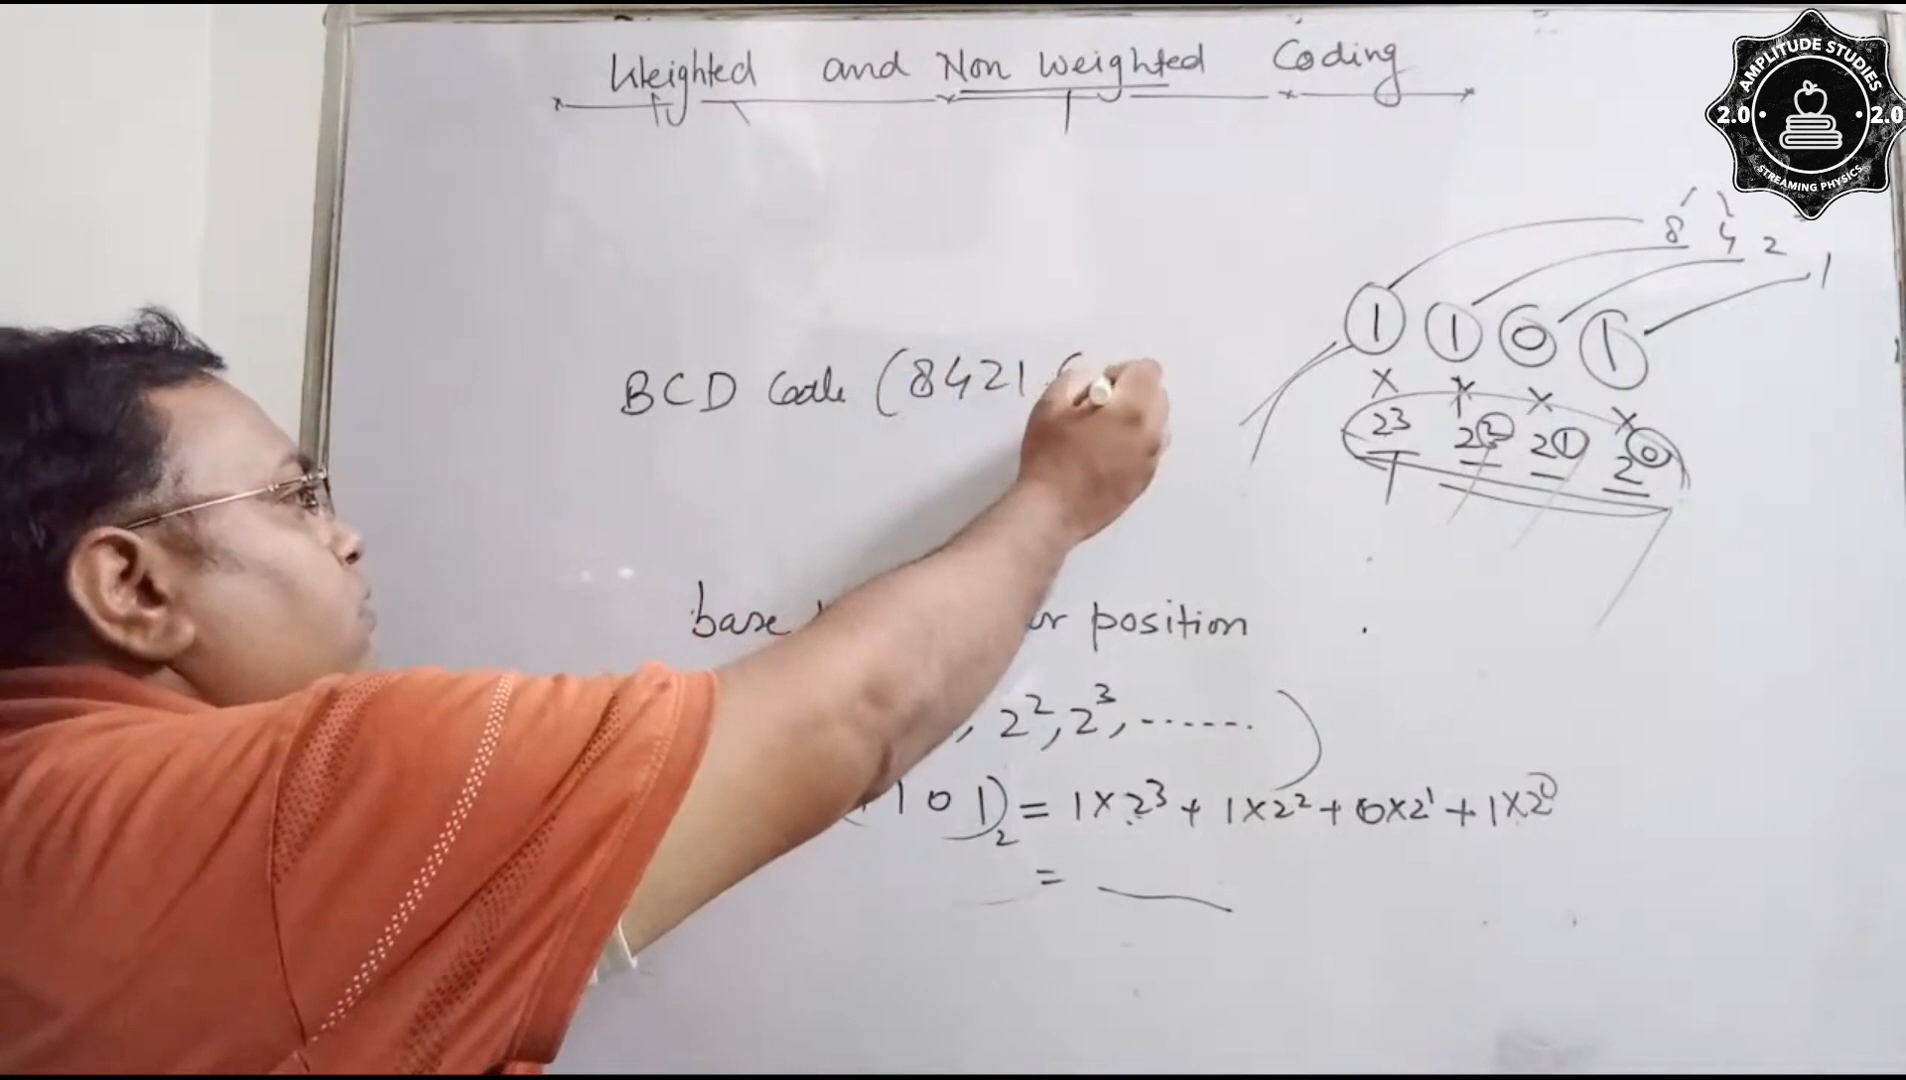 Weighted and Non Weighted Coding
AMPLITUDE STUDIES
2.0 2.0
STREAMING PHYSICS
8 4 2 1
1 1 0 1
× × × ×
2³ 2² 2¹ 2⁰
BCD Code (8421
base position
, 2², 2³, ------
1 0 1)₂ = 1×2³ + 1×2² + 0×2¹ + 1×2⁰
=